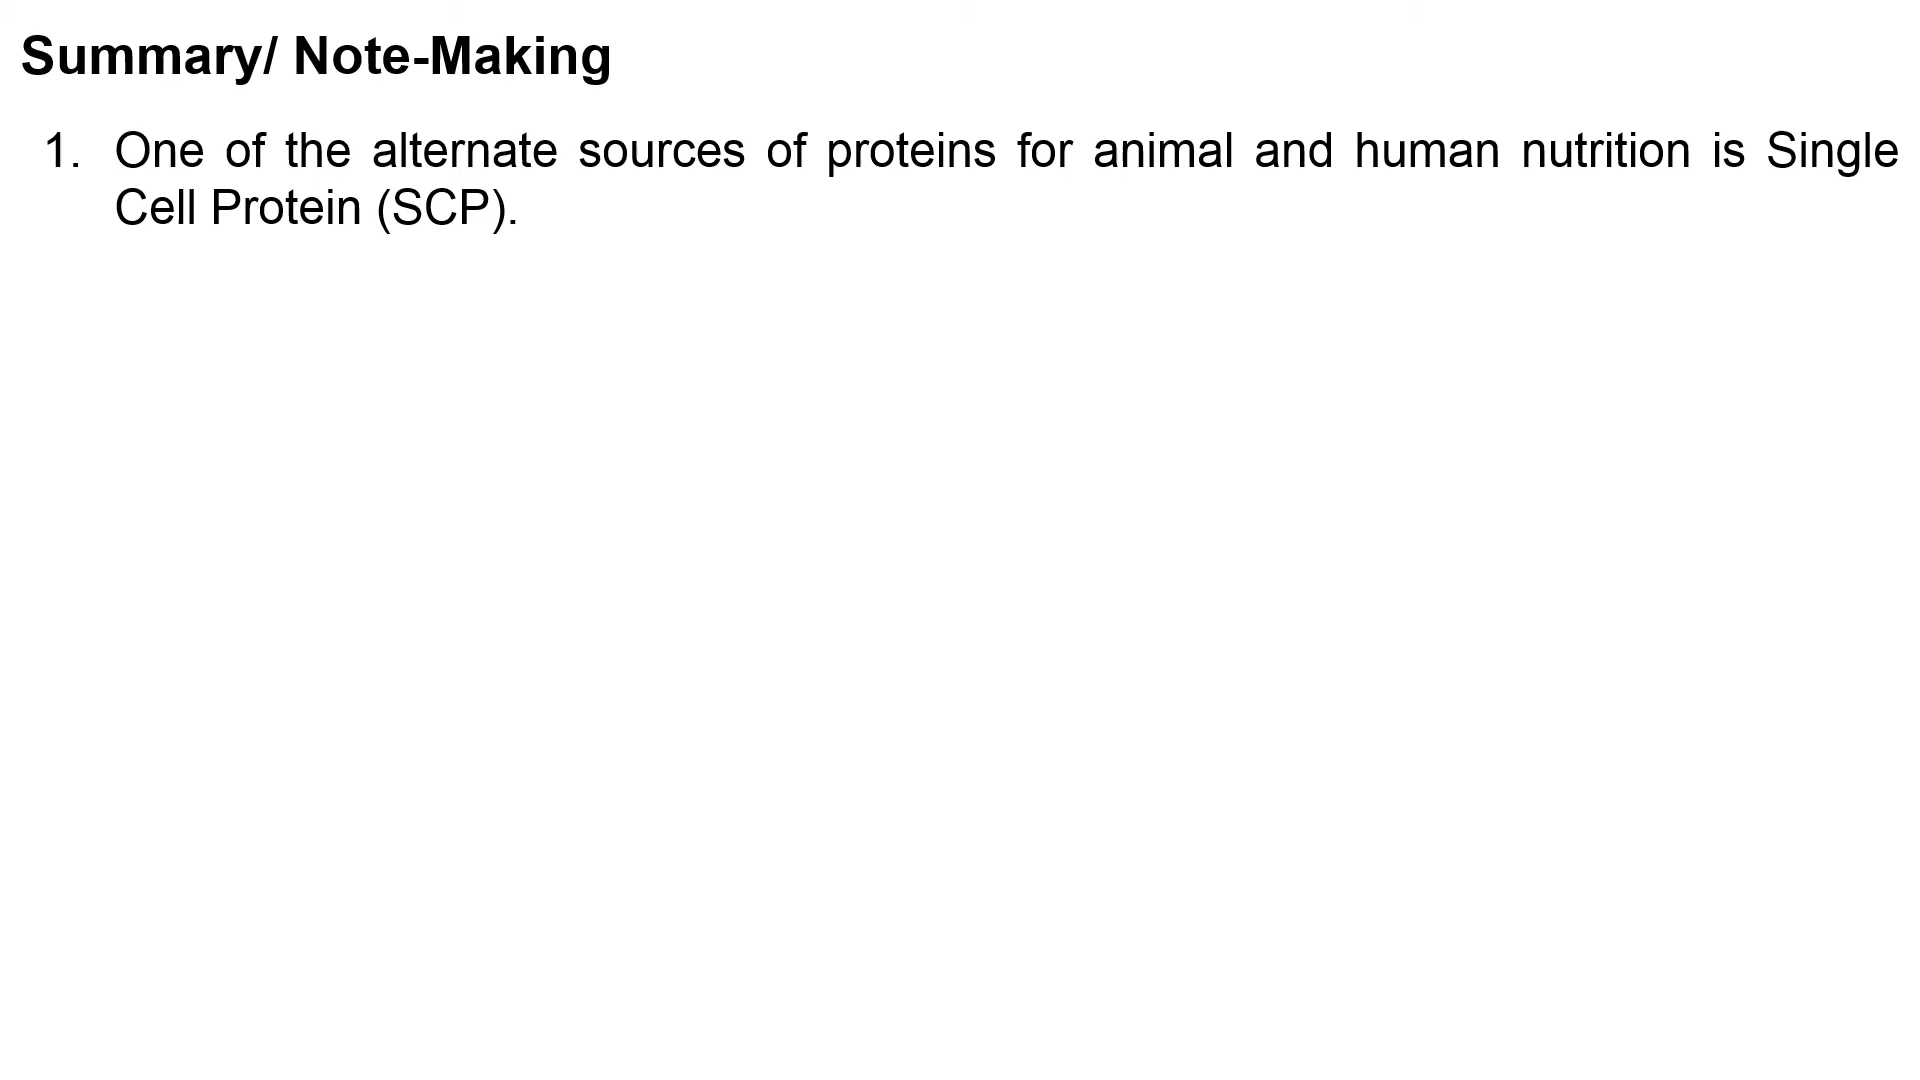 Summary/ Note-Making
1. One of the alternate sources of proteins for animal and human nutrition is Single
Cell Protein (SCP).